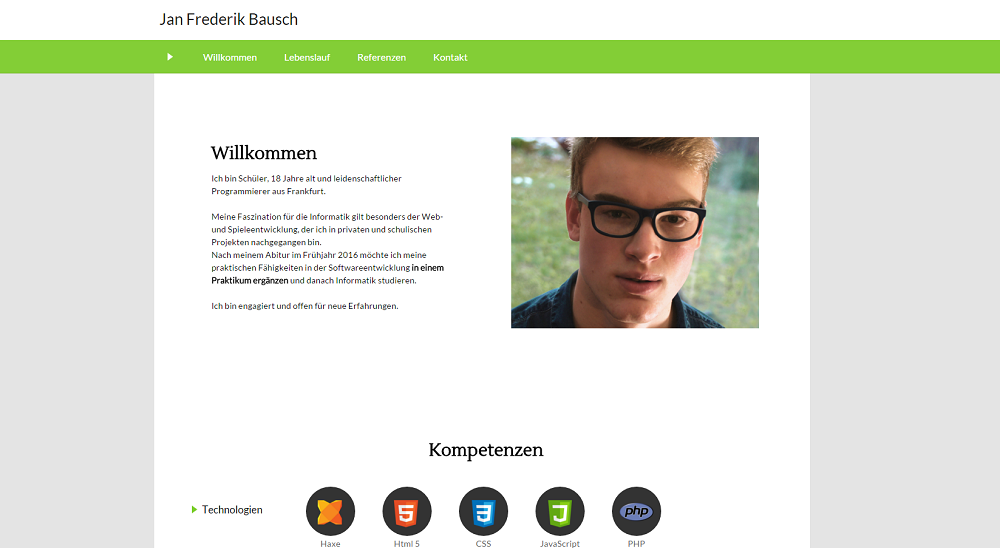 Jan Frederik Bausch
Willkommen Lebenslauf Referenzen Kontakt
Willkommen
Ich bin Schüler, 18 Jahre alt und leidenschaftlicher
Programmierer aus Frankfurt.
Meine Faszination für die Informatik gilt besonders der Web-
und Spieleentwicklung, der ich in privaten und schulischen
Projekten nachgegangen bin.
Nach meinem Abitur im Frühjahr 2016 möchte ich meine
praktischen Fähigkeiten in der Softwareentwicklung in einem
Praktikum ergänzen und danach Informatik studieren.
Ich bin engagiert und offen für neue Erfahrungen.
Kompetenzen
Technologien
php
Haxe Html 5 CSS JavaScript PHP